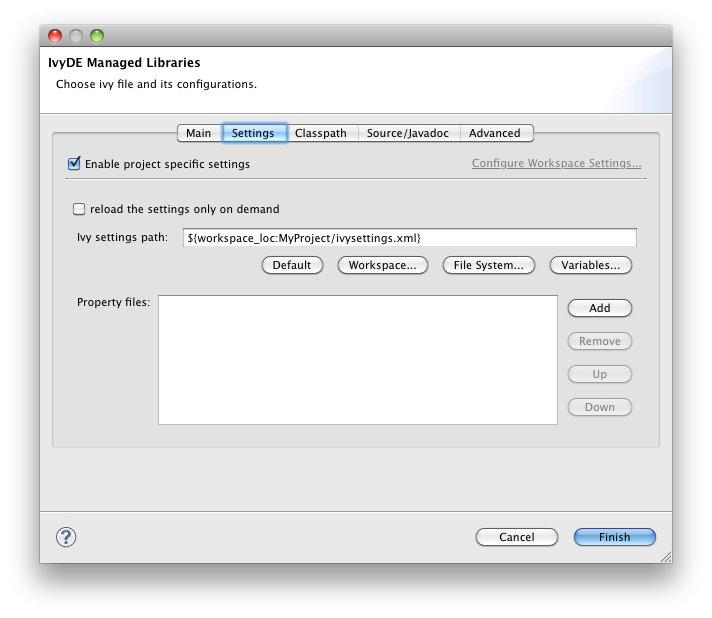 IvyDE Managed Libraries
Choose ivy file and its configurations.
Main Settings Classpath Source/Javadoc Advanced
Enable project specific settings Configure Workspace Settings...
reload the settings only on demand
Ivy settings path: ${workspace_loc:MyProject/ivysettings.xml}
Default Workspace... File System... Variables...
Property files: Add
Remove
Up
Down
? Cancel Finish